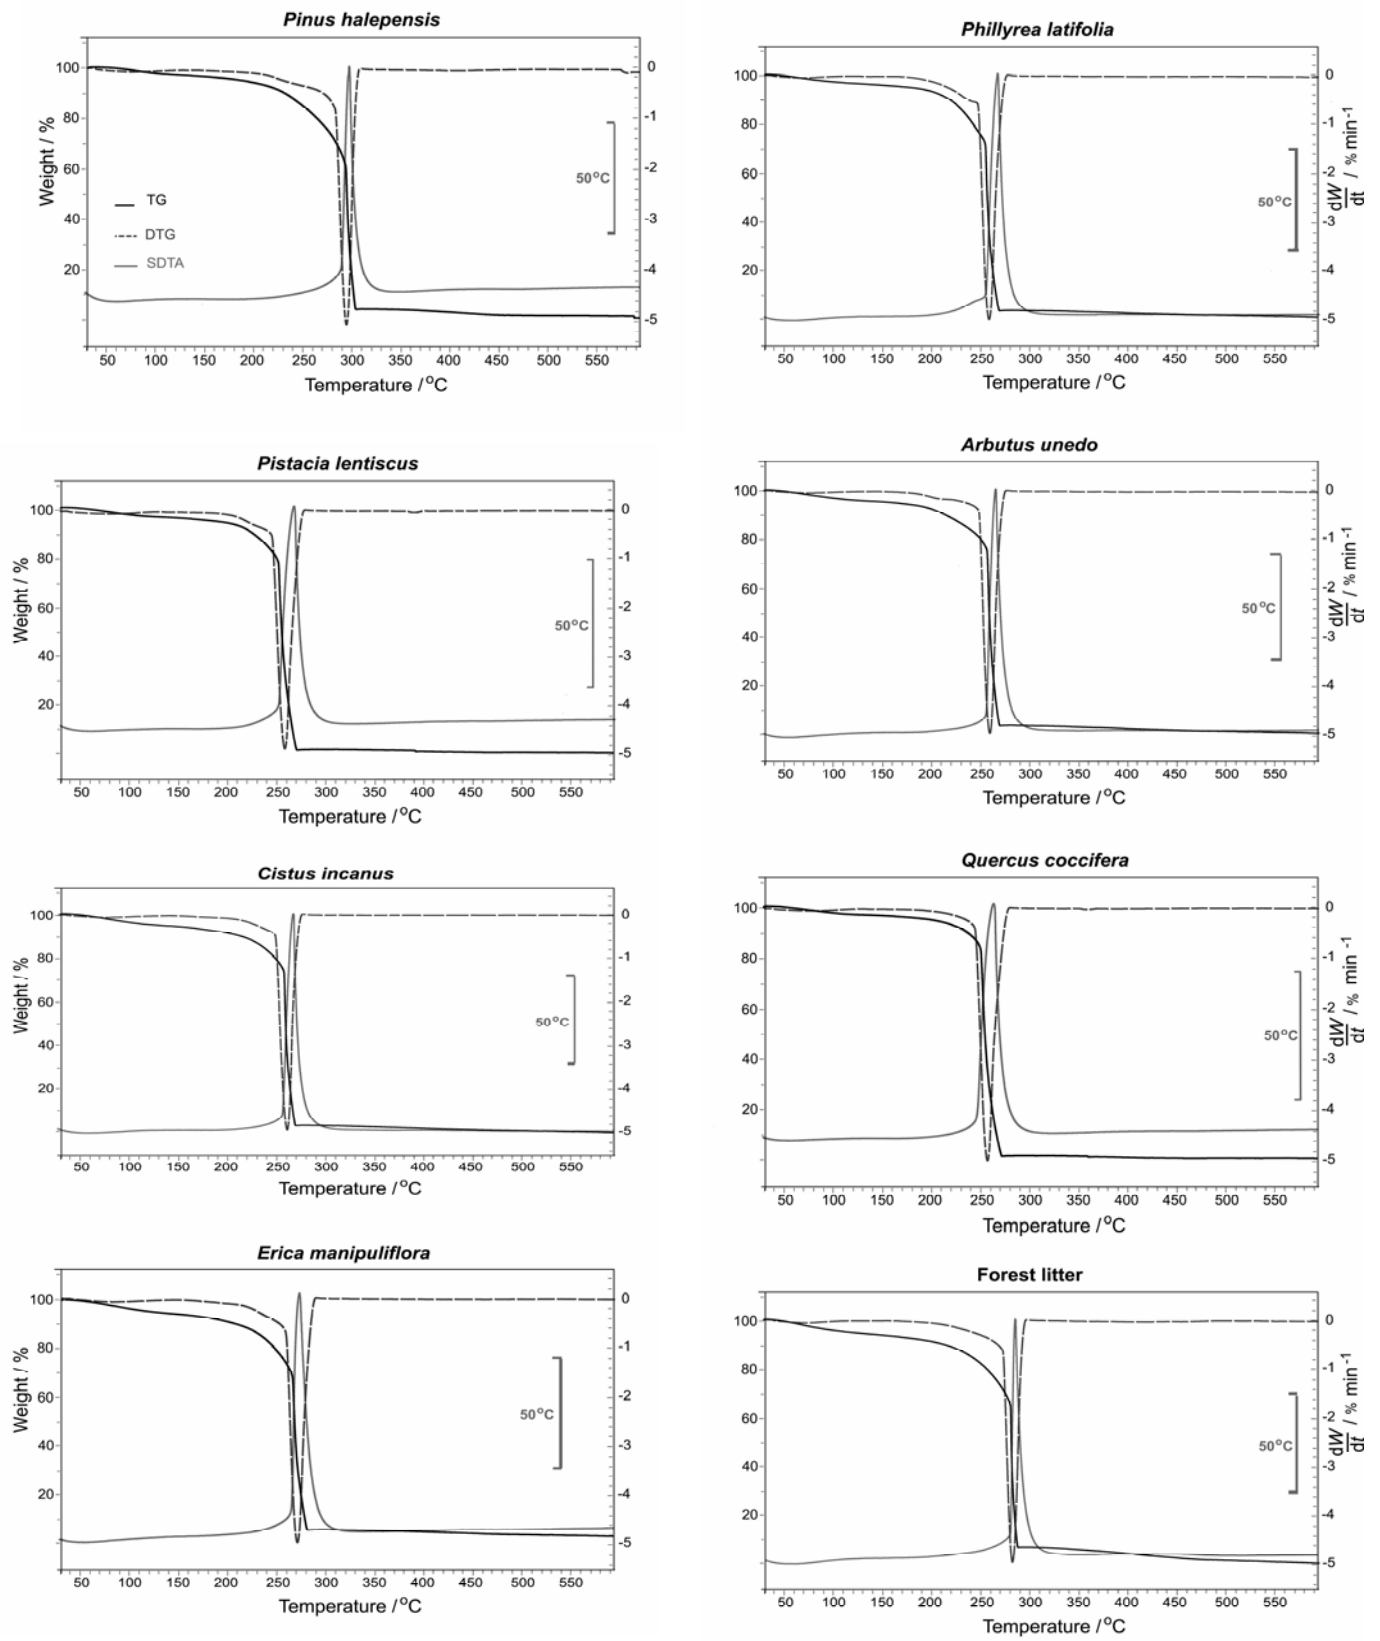 Pinus halepensis
Weight / %
100
80
60
40
20
TG
DTG
SDTA
50°C
0
-1
-2
-3
-4
-5
50 100 150 200 250 300 350 400 450 500 550
Temperature / °C
Phillyrea latifolia
100
80
60
40
20
50°C
0
-1
-2
-3
-4
-5
dW/dt / % min-1
50 100 150 200 250 300 350 400 450 500 550
Temperature / °C
Pistacia lentiscus
Weight / %
100
80
60
40
20
50°C
0
-1
-2
-3
-4
-5
50 100 150 200 250 300 350 400 450 500 550
Temperature / °C
Arbutus unedo
100
80
60
40
20
50°C
0
-1
-2
-3
-4
-5
dW/dt / % min-1
50 100 150 200 250 300 350 400 450 500 550
Temperature / °C
Cistus incanus
Weight / %
100
80
60
40
20
50°C
0
-1
-2
-3
-4
-5
50 100 150 200 250 300 350 400 450 500 550
Temperature / °C
Quercus coccifera
100
80
60
40
20
50°C
0
-1
-2
-3
-4
-5
dW/dt / % min-1
50 100 150 200 250 300 350 400 450 500 550
Temperature / °C
Erica manipuliflora
Weight / %
100
80
60
40
20
50°C
0
-1
-2
-3
-4
-5
50 100 150 200 250 300 350 400 450 500 550
Temperature / °C
Forest litter
100
80
60
40
20
50°C
0
-1
-2
-3
-4
-5
dW/dt / % min-1
50 100 150 200 250 300 350 400 450 500 550
Temperature / °C